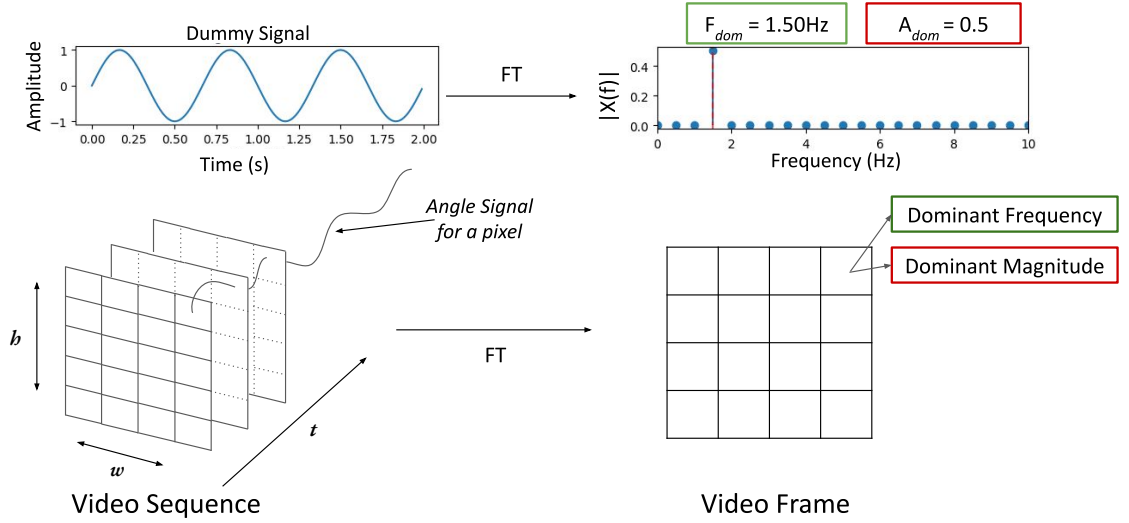 Dummy Signal
Amplitude
1
0
−1
0.00 0.25 0.50 0.75 1.00 1.25 1.50 1.75 2.00
Time (s)
FT
F_dom = 1.50Hz
A_dom = 0.5
|X(f)|
0.4
0.2
0.0
0 2 4 6 8 10
Frequency (Hz)
Angle Signal
for a pixel
h
w
t
Video Sequence
FT
Dominant Frequency
Dominant Magnitude
Video Frame